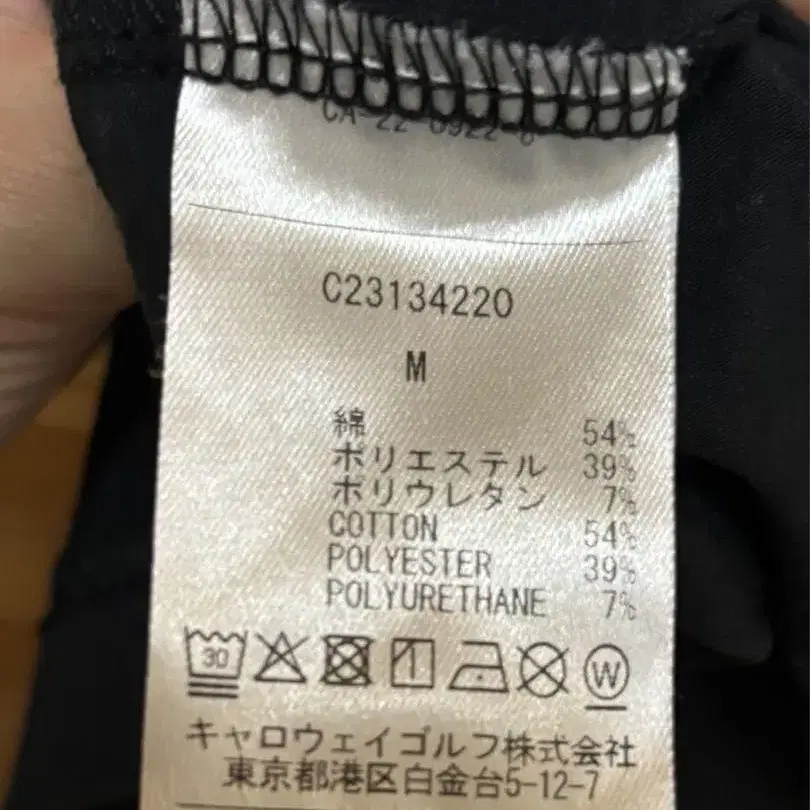 C23134220
M
綿 54%
ポリエステル 39%
ポリウレタン 7%
COTTON 54%
POLYESTER 39%
POLYURETHANE 7%
30
W
キャロウェイゴルフ株式会社
東京都港区白金台5-12-7